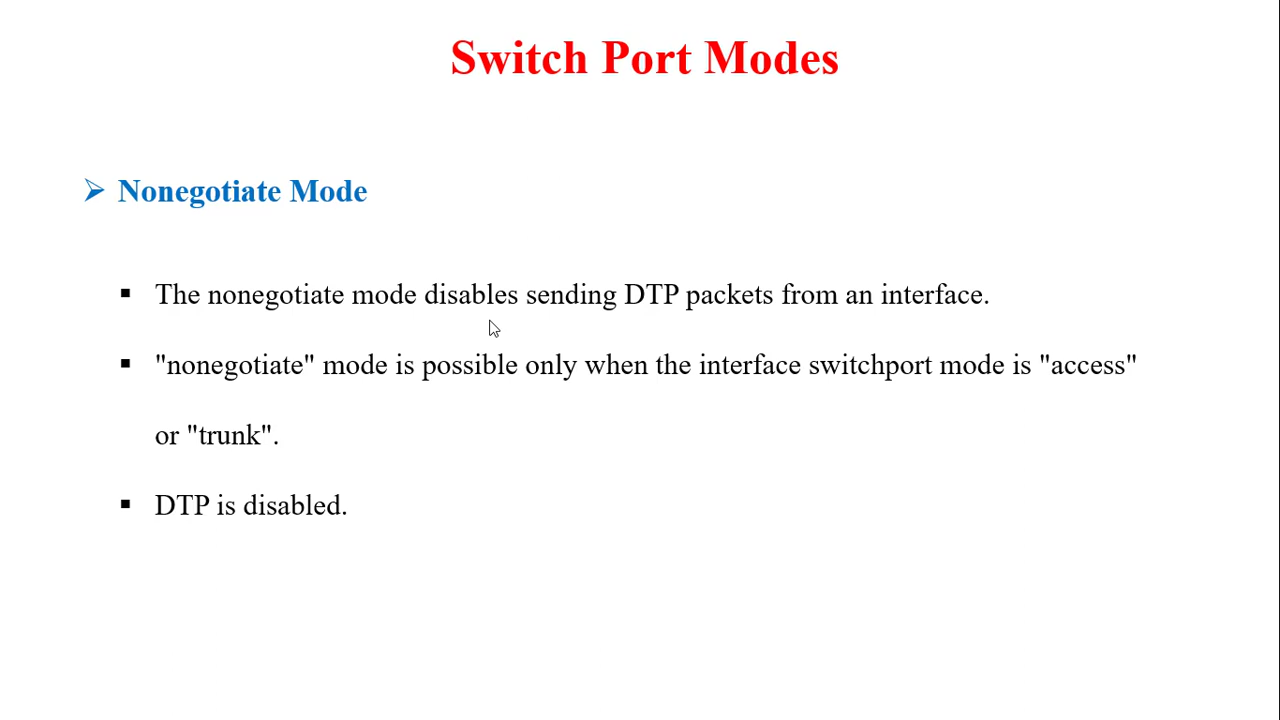 Switch Port Modes
Nonegotiate Mode
The nonegotiate mode disables sending DTP packets from an interface.
"nonegotiate" mode is possible only when the interface switchport mode is "access"
or "trunk".
DTP is disabled.